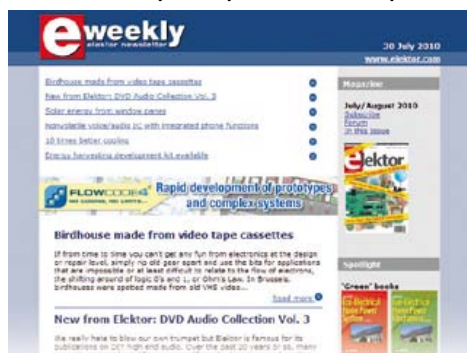 eweekly
elektor newsletter
30 July 2010
www.elektor.com
Birdhouse made from video tape cassettes
New from Elektor: DVD Audio Collection Vol. 3
Solar energy from window panes
Nonvolatile voice/audio IC with integrated phone functions
10 times better cooling
Energy harvesting development kit available
Magazine
July/August 2010
Subscribe
Forum
In this issue
elektor
FLOWCODE4
Rapid development of prototypes
and complex systems
Birdhouse made from video tape cassettes
If from time to time you can't get any fun from electronics at the design
or repair level, simply rip old gear apart and use the bits for applications
that are impossible or at least difficult to relate to the flow of electrons,
the shifting around of logic 0's and 1, or Ohm's Law. In Brussels,
birdhouses were spotted made from old VHS video...
Read more
Spotlight
'Green' books
New from Elektor: DVD Audio Collection Vol. 3
We really hate to blow our own trumpet but Elektor is famous for its
publications on DIY high end audio. Over the past 20 years or so, many